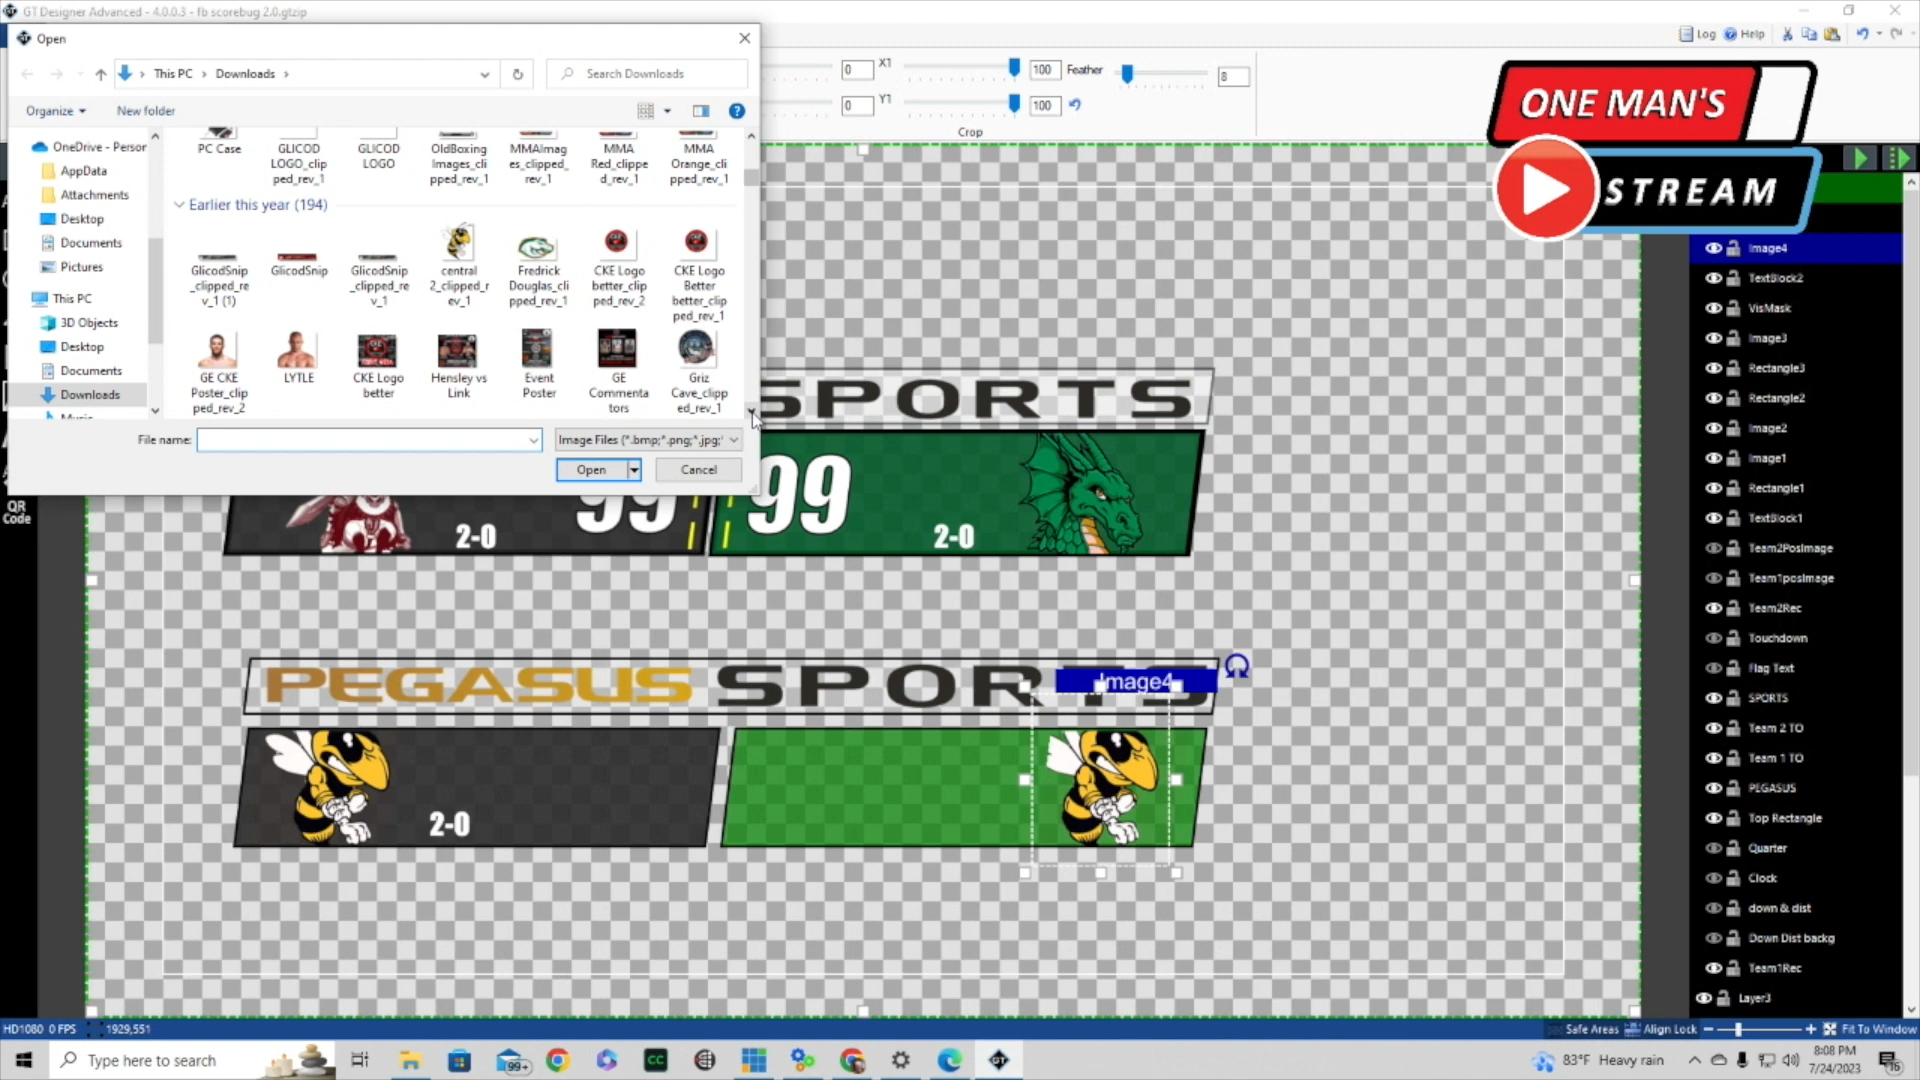 GT Designer Advanced - 4.0.0.3 - fb scorebug 2.0.gtzip
Open
This PC
Downloads
Search Downloads
Organize
New folder
OneDrive - Person
AppData
Attachments
Desktop
Documents
Pictures
This PC
3D Objects
Desktop
Documents
Downloads
PC Case
GLICOD LOGO_clipped_rev_1
GLICOD LOGO
OldBoxing Images_clipped_rev_1
MMAImages_clipped_rev_1
MMA Red_clipped_rev_1
MMA Orange_clipped_rev_1
Earlier this year (194)
GlicodSnip_clipped_rev_1 (1)
GlicodSnip
GlicodSnip_clipped_rev_1
central 2_clipped_rev_1
Fredrick Douglas_clipped_rev_1
CKE Logo better_clipped_rev_2
CKE Logo Better better_clipped_rev_1
GE CKE Poster_clipped_rev_2
LYTLE
CKE Logo better
Hensley vs Link
Event Poster
GE Commentators
Griz Cave_clipped_rev_1
File name:
Image Files (*.bmp;*.png;*.jpg;*
Open
Cancel
X1
0
100
Feather
8
Y1
0
100
Crop
Log
Help
ONE MAN'S
STREAM
QR Code
SPORTS
99
2-0
99
2-0
PEGASUS SPORTS
Image4
2-0
Image4
TextBlock2
VisMask
Image3
Rectangle3
Rectangle2
Image2
Image1
Rectangle1
TextBlock1
Team2PosImage
Team1posImage
Team2Rec
Touchdown
Flag Text
SPORTS
Team 2 TO
Team 1 TO
PEGASUS
Top Rectangle
Quarter
Clock
down & dist
Down Dist backg
Team1Rec
Layer3
HD1080 0 FPS
1929,551
Safe Areas
Align Lock
Fit To Window
Type here to search
99+
CC
GT
83°F Heavy rain
8:08 PM
7/24/2023
16